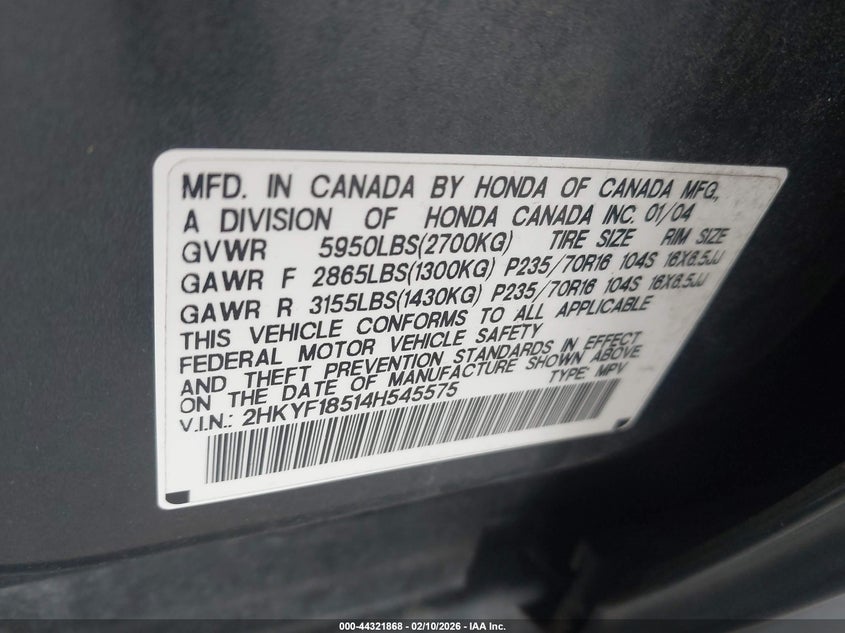 MFD. IN CANADA BY HONDA OF CANADA MFG.,
A DIVISION OF HONDA CANADA INC. 01/04
GVWR 5950LBS(2700KG) TIRE SIZE RIM SIZE
GAWR F 2865LBS(1300KG) P235/70R16 104S 16X6.5JJ
GAWR R 3155LBS(1430KG) P235/70R16 104S 16X6.5JJ
THIS VEHICLE CONFORMS TO ALL APPLICABLE
FEDERAL MOTOR VEHICLE SAFETY
AND THEFT PREVENTION STANDARDS IN EFFECT
ON THE DATE OF MANUFACTURE SHOWN ABOVE.
V.I.N.: 2HKYF18514H545575 TYPE: MPV
000-44321868 - 02/10/2026 - IAA Inc.